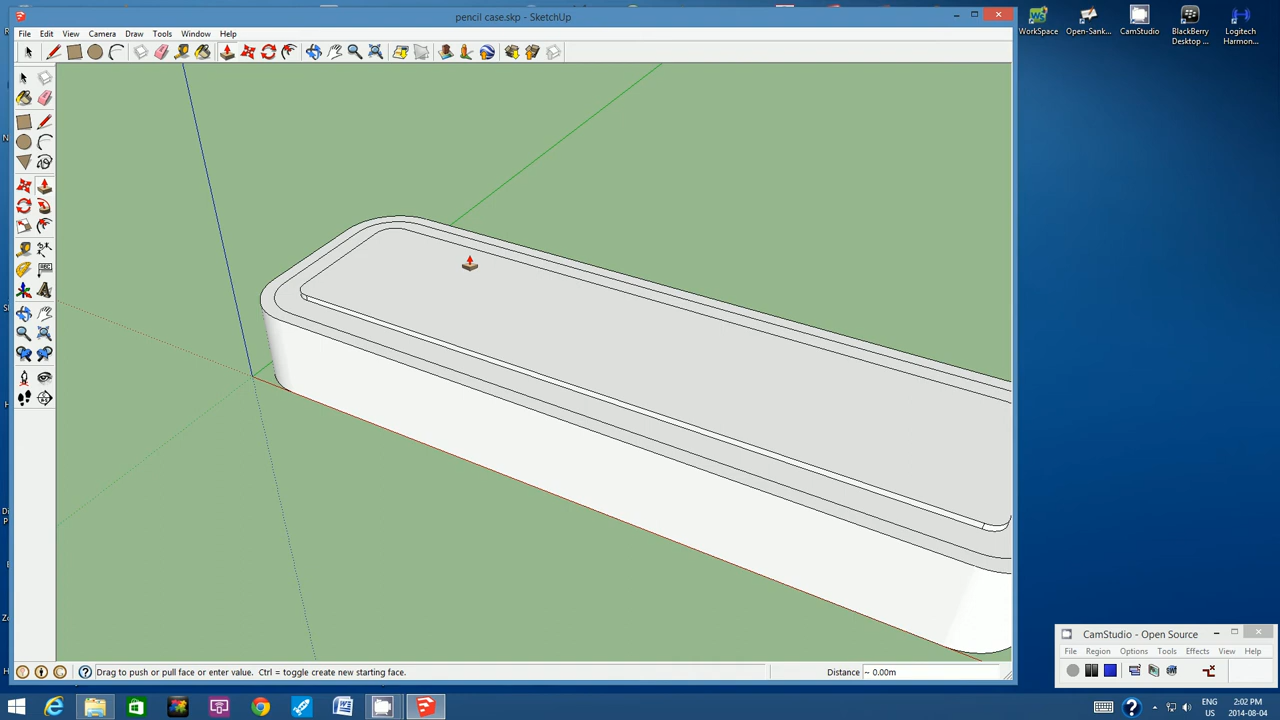 pencil case.skp - SketchUp
File Edit View Camera Draw Tools Window Help
Drag to push or pull face or enter value. Ctrl = toggle create new starting face.
Distance ~ 0.00m
WorkSpace
Open-Sank...
CamStudio
BlackBerry
Desktop ...
Logitech
Harmon...
CamStudio - Open Source
File Region Options Tools Effects View Help
ENG
US
2:02 PM
2014-08-04